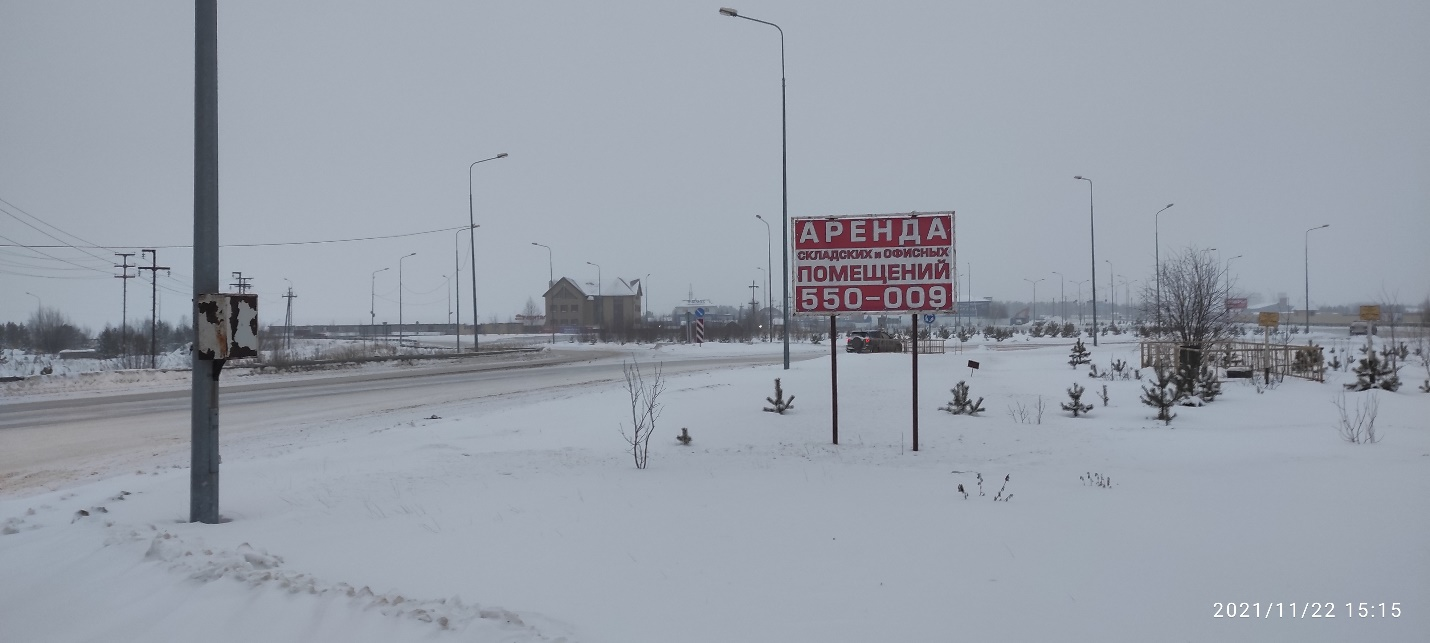 АРЕНДА
СКЛАДСКИХ и ОФИСНЫХ
ПОМЕЩЕНИЙ
550-009
2021/11/22 15:15